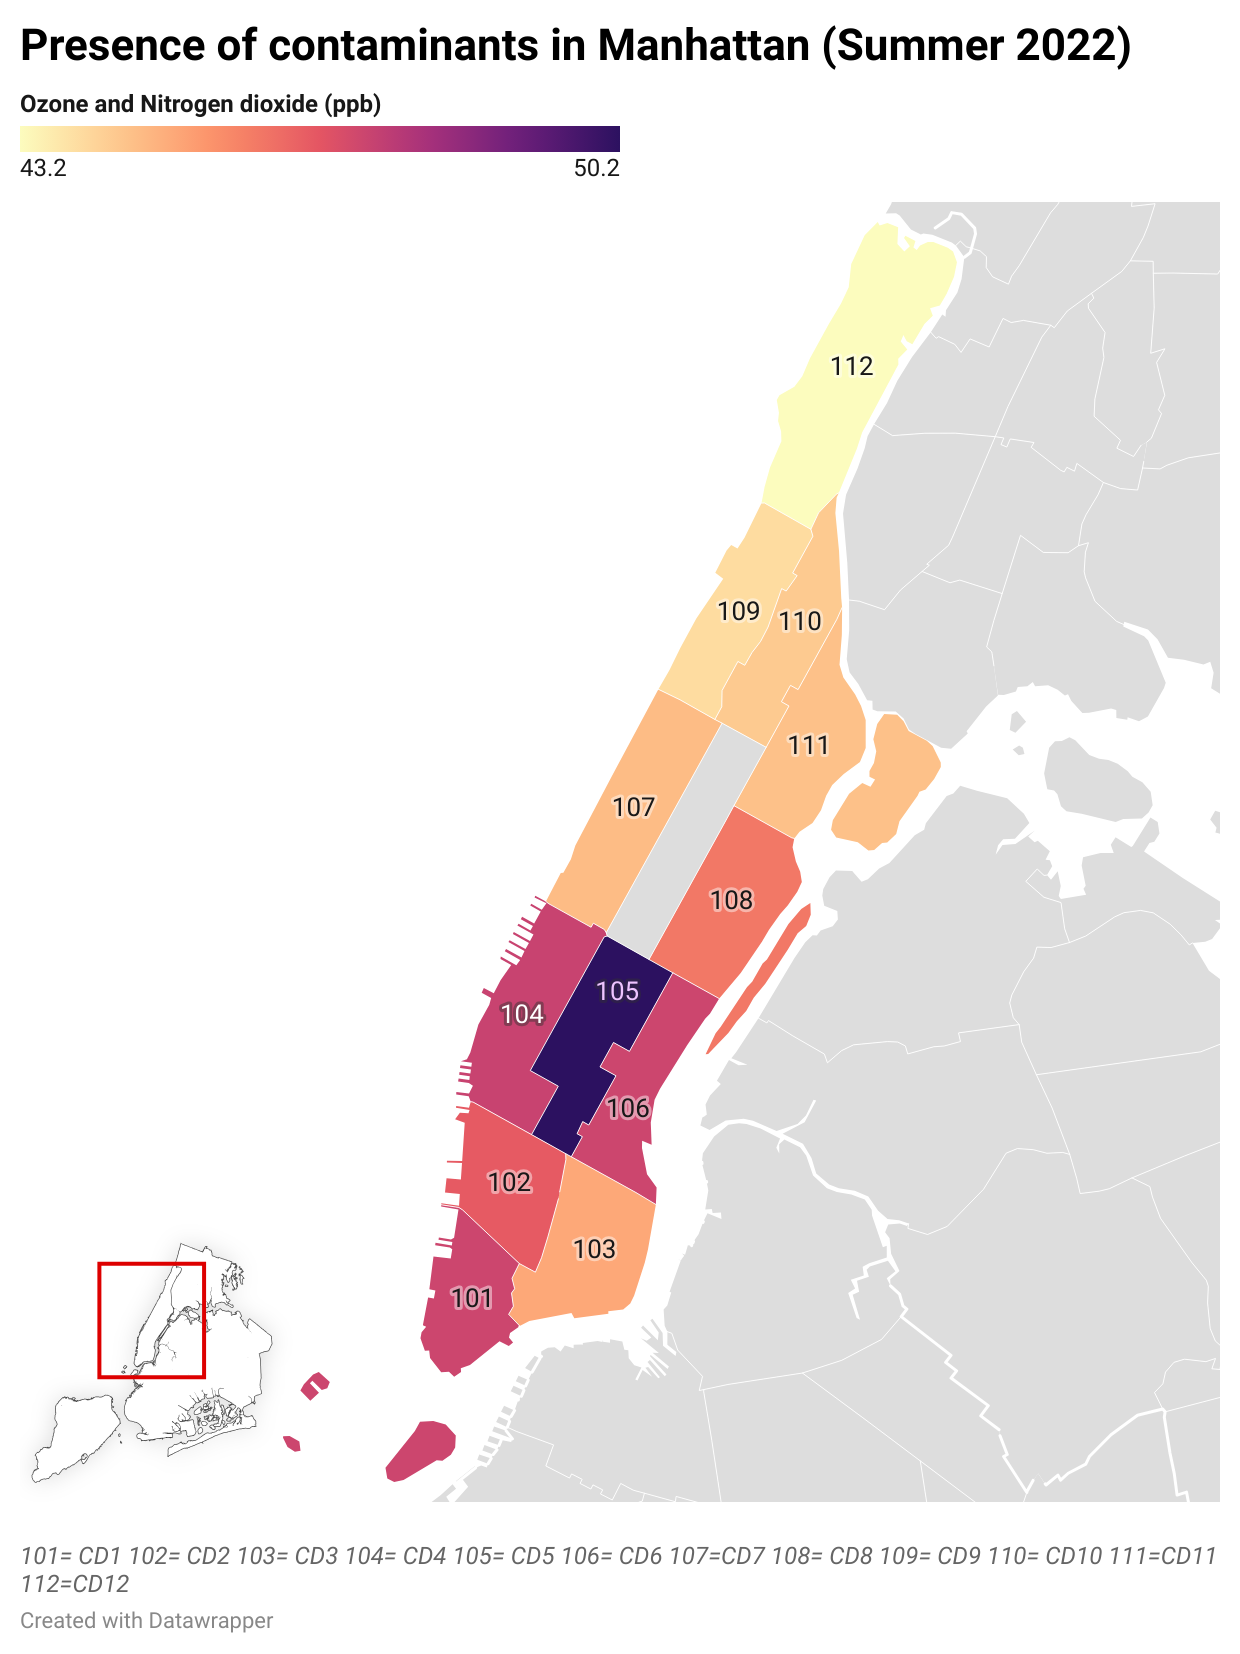 Presence of contaminants in Manhattan (Summer 2022)
Ozone and Nitrogen dioxide (ppb)
43.2 50.2
112
109
110
111
107
108
105
104
106
102
103
101
101= CD1 102= CD2 103= CD3 104= CD4 105= CD5 106= CD6 107=CD7 108= CD8 109= CD9 110= CD10 111=CD11
112=CD12
Created with Datawrapper